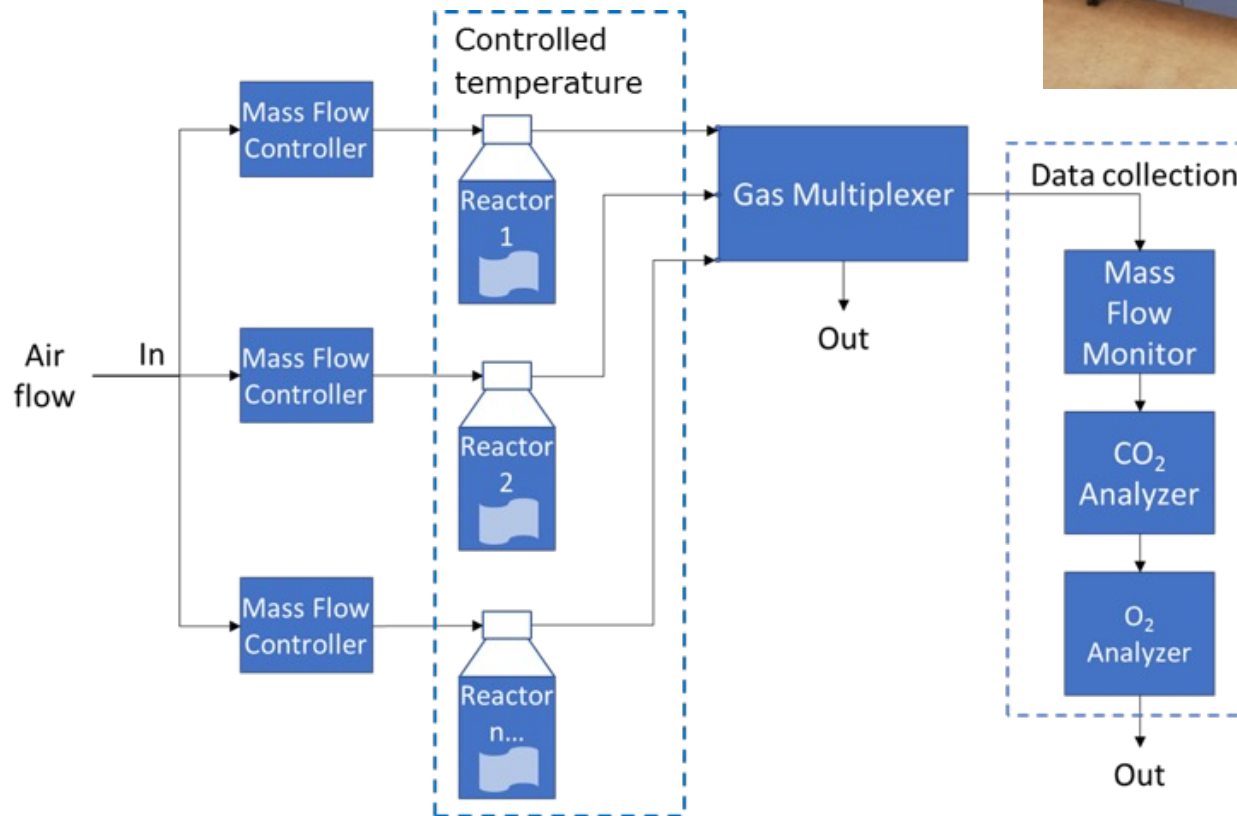 Controlled
temperature
Mass Flow
Controller
Reactor
1
Gas Multiplexer
Out
Data collection
Mass
Flow
Monitor
CO₂
Analyzer
O₂
Analyzer
Out
Air
flow
In
Mass Flow
Controller
Reactor
2
Mass Flow
Controller
Reactor
n...